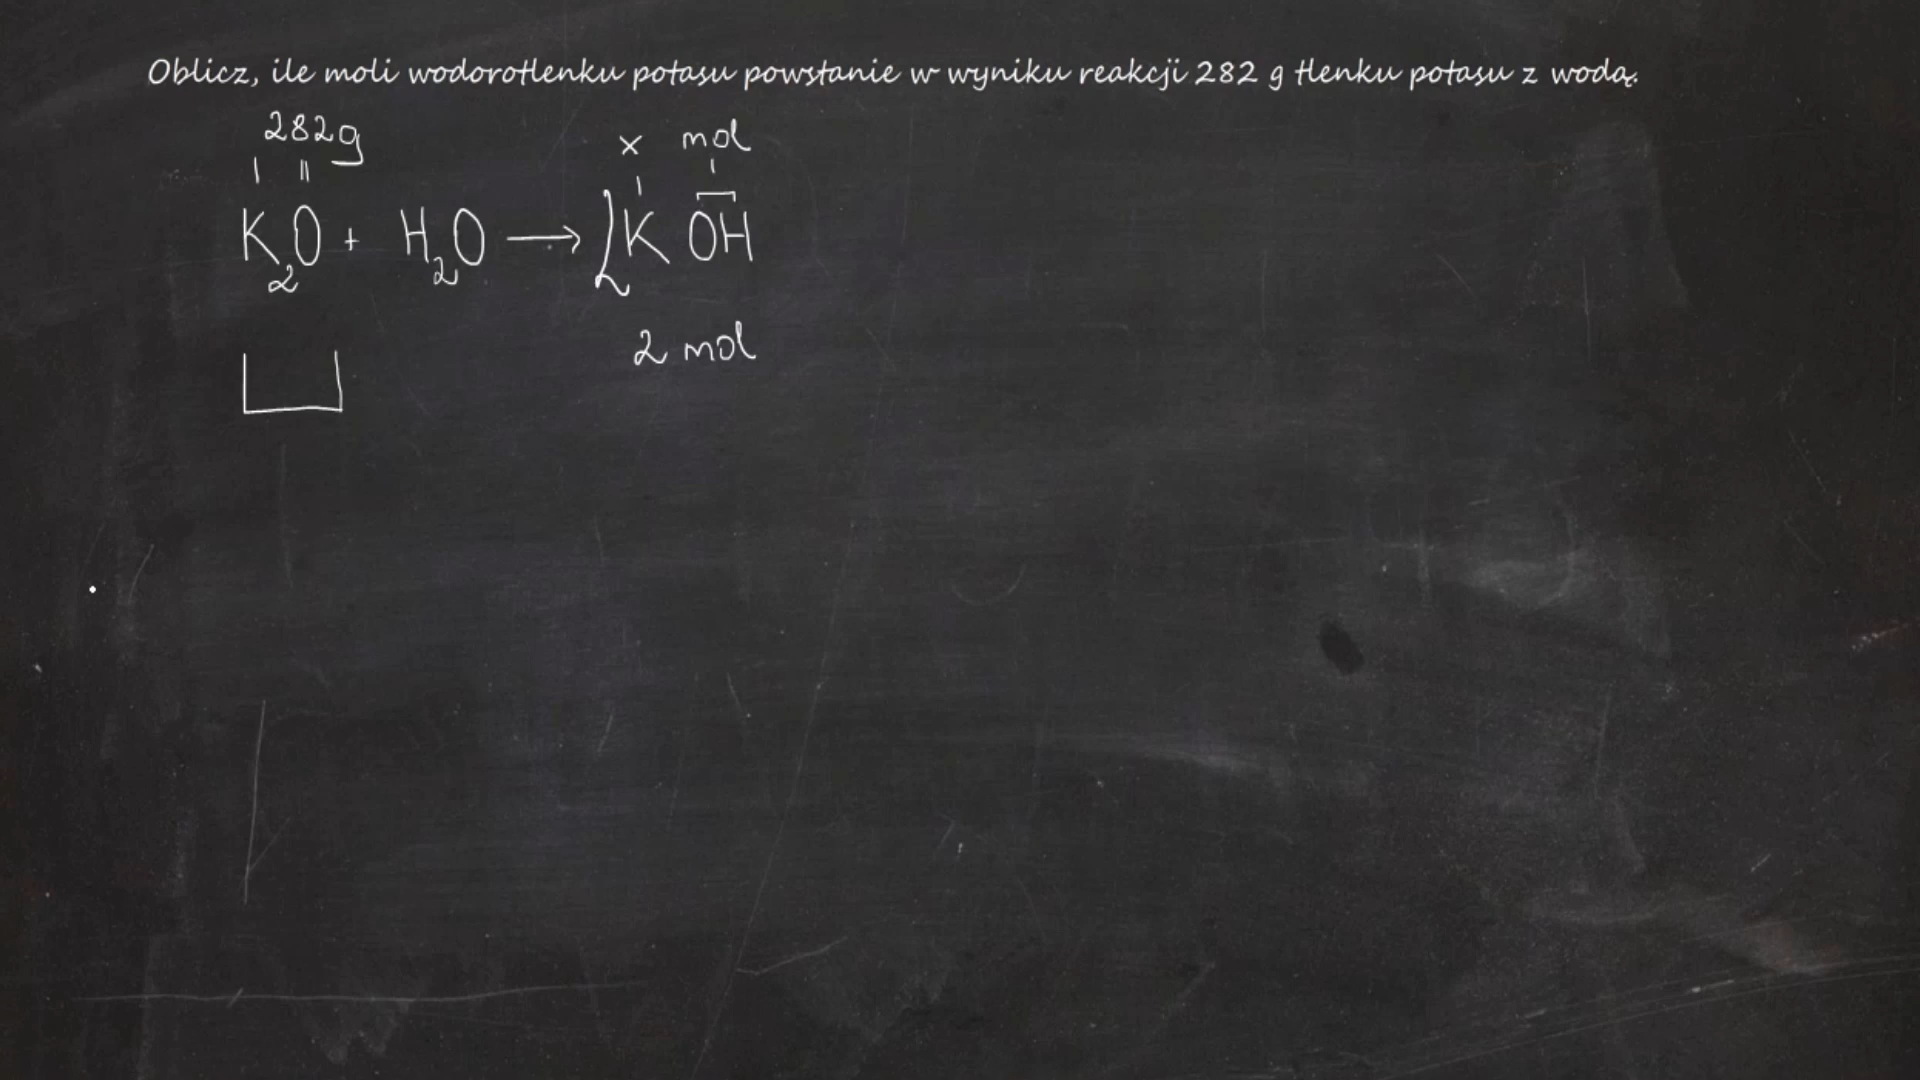 Oblicz, ile moli wodorotlenku potasu powstanie w wyniku reakcji 282 g tlenku potasu z wodą.
282g x mol
I II I I
K₂O + H₂O → 2KOH
2 mol